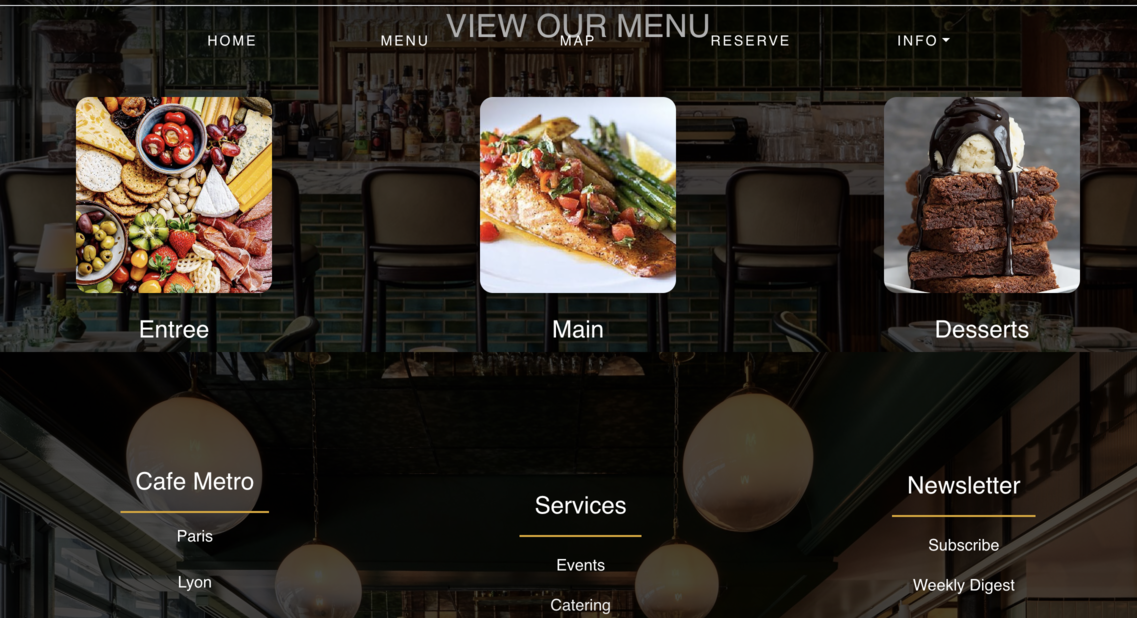 VIEW OUR MENU
HOME MENU MAP RESERVE INFO
Entree Main Desserts
Cafe Metro
Paris
Lyon
Services
Events
Catering
Newsletter
Subscribe
Weekly Digest